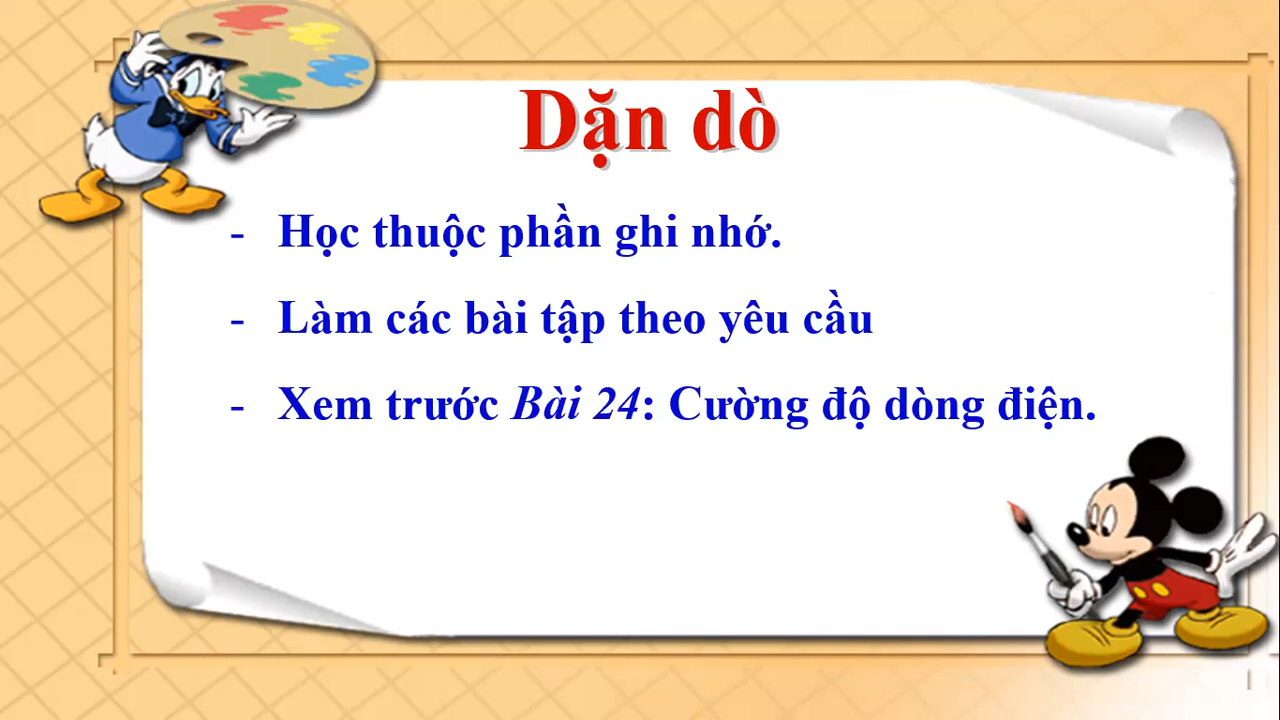 Dặn dò
- Học thuộc phần ghi nhớ.
- Làm các bài tập theo yêu cầu
- Xem trước Bài 24: Cường độ dòng điện.